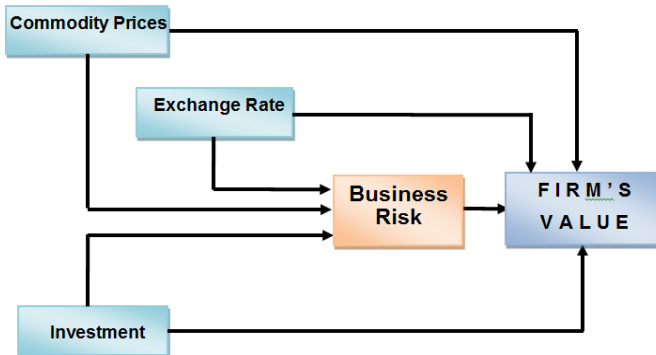 Commodity Prices
Exchange Rate
Business
Risk
FIRM'S
VALUE
Investment